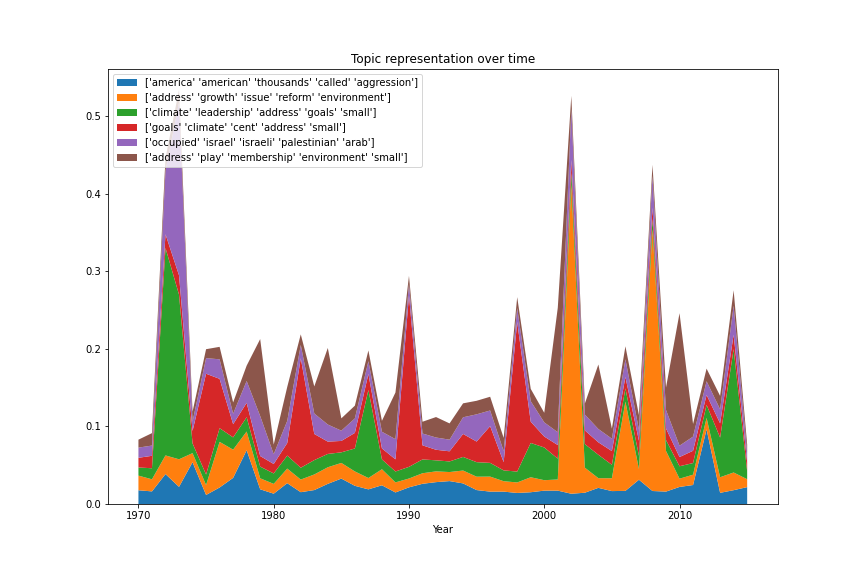 Topic representation over time
['america' 'american' 'thousands' 'called' 'aggression']
['address' 'growth' 'issue' 'reform' 'environment']
['climate' 'leadership' 'address' 'goals' 'small']
['goals' 'climate' 'cent' 'address' 'small']
['occupied' 'israel' 'israeli' 'palestinian' 'arab']
['address' 'play' 'membership' 'environment' 'small']
0.5
0.4
0.3
0.2
0.1
0.0
1970 1980 1990 2000 2010
Year